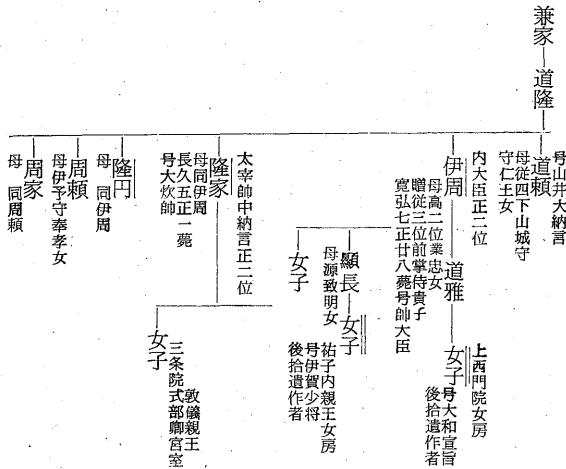 兼家
道隆
道頼
号山井大納言
母従四下山城守
守仁王女
内大臣正二位
伊周
母高二位業忠女
贈従三位前掌侍貴子
寛弘七正廿八薨号帥大臣
道雅
上西門院女房
女子
号大和宣旨
後拾遺作者
顕長
母源致明女
女子
祐子内親王女房
号伊賀少将
後拾遺作者
女子
太宰帥中納言正二位
隆家
母同伊周
長久五正一薨
号大炊帥
女子
敦儀親王
三条院式部卿宮室
隆円
母 同伊周
周頼
母伊予守奉孝女
周家
母 同周頼